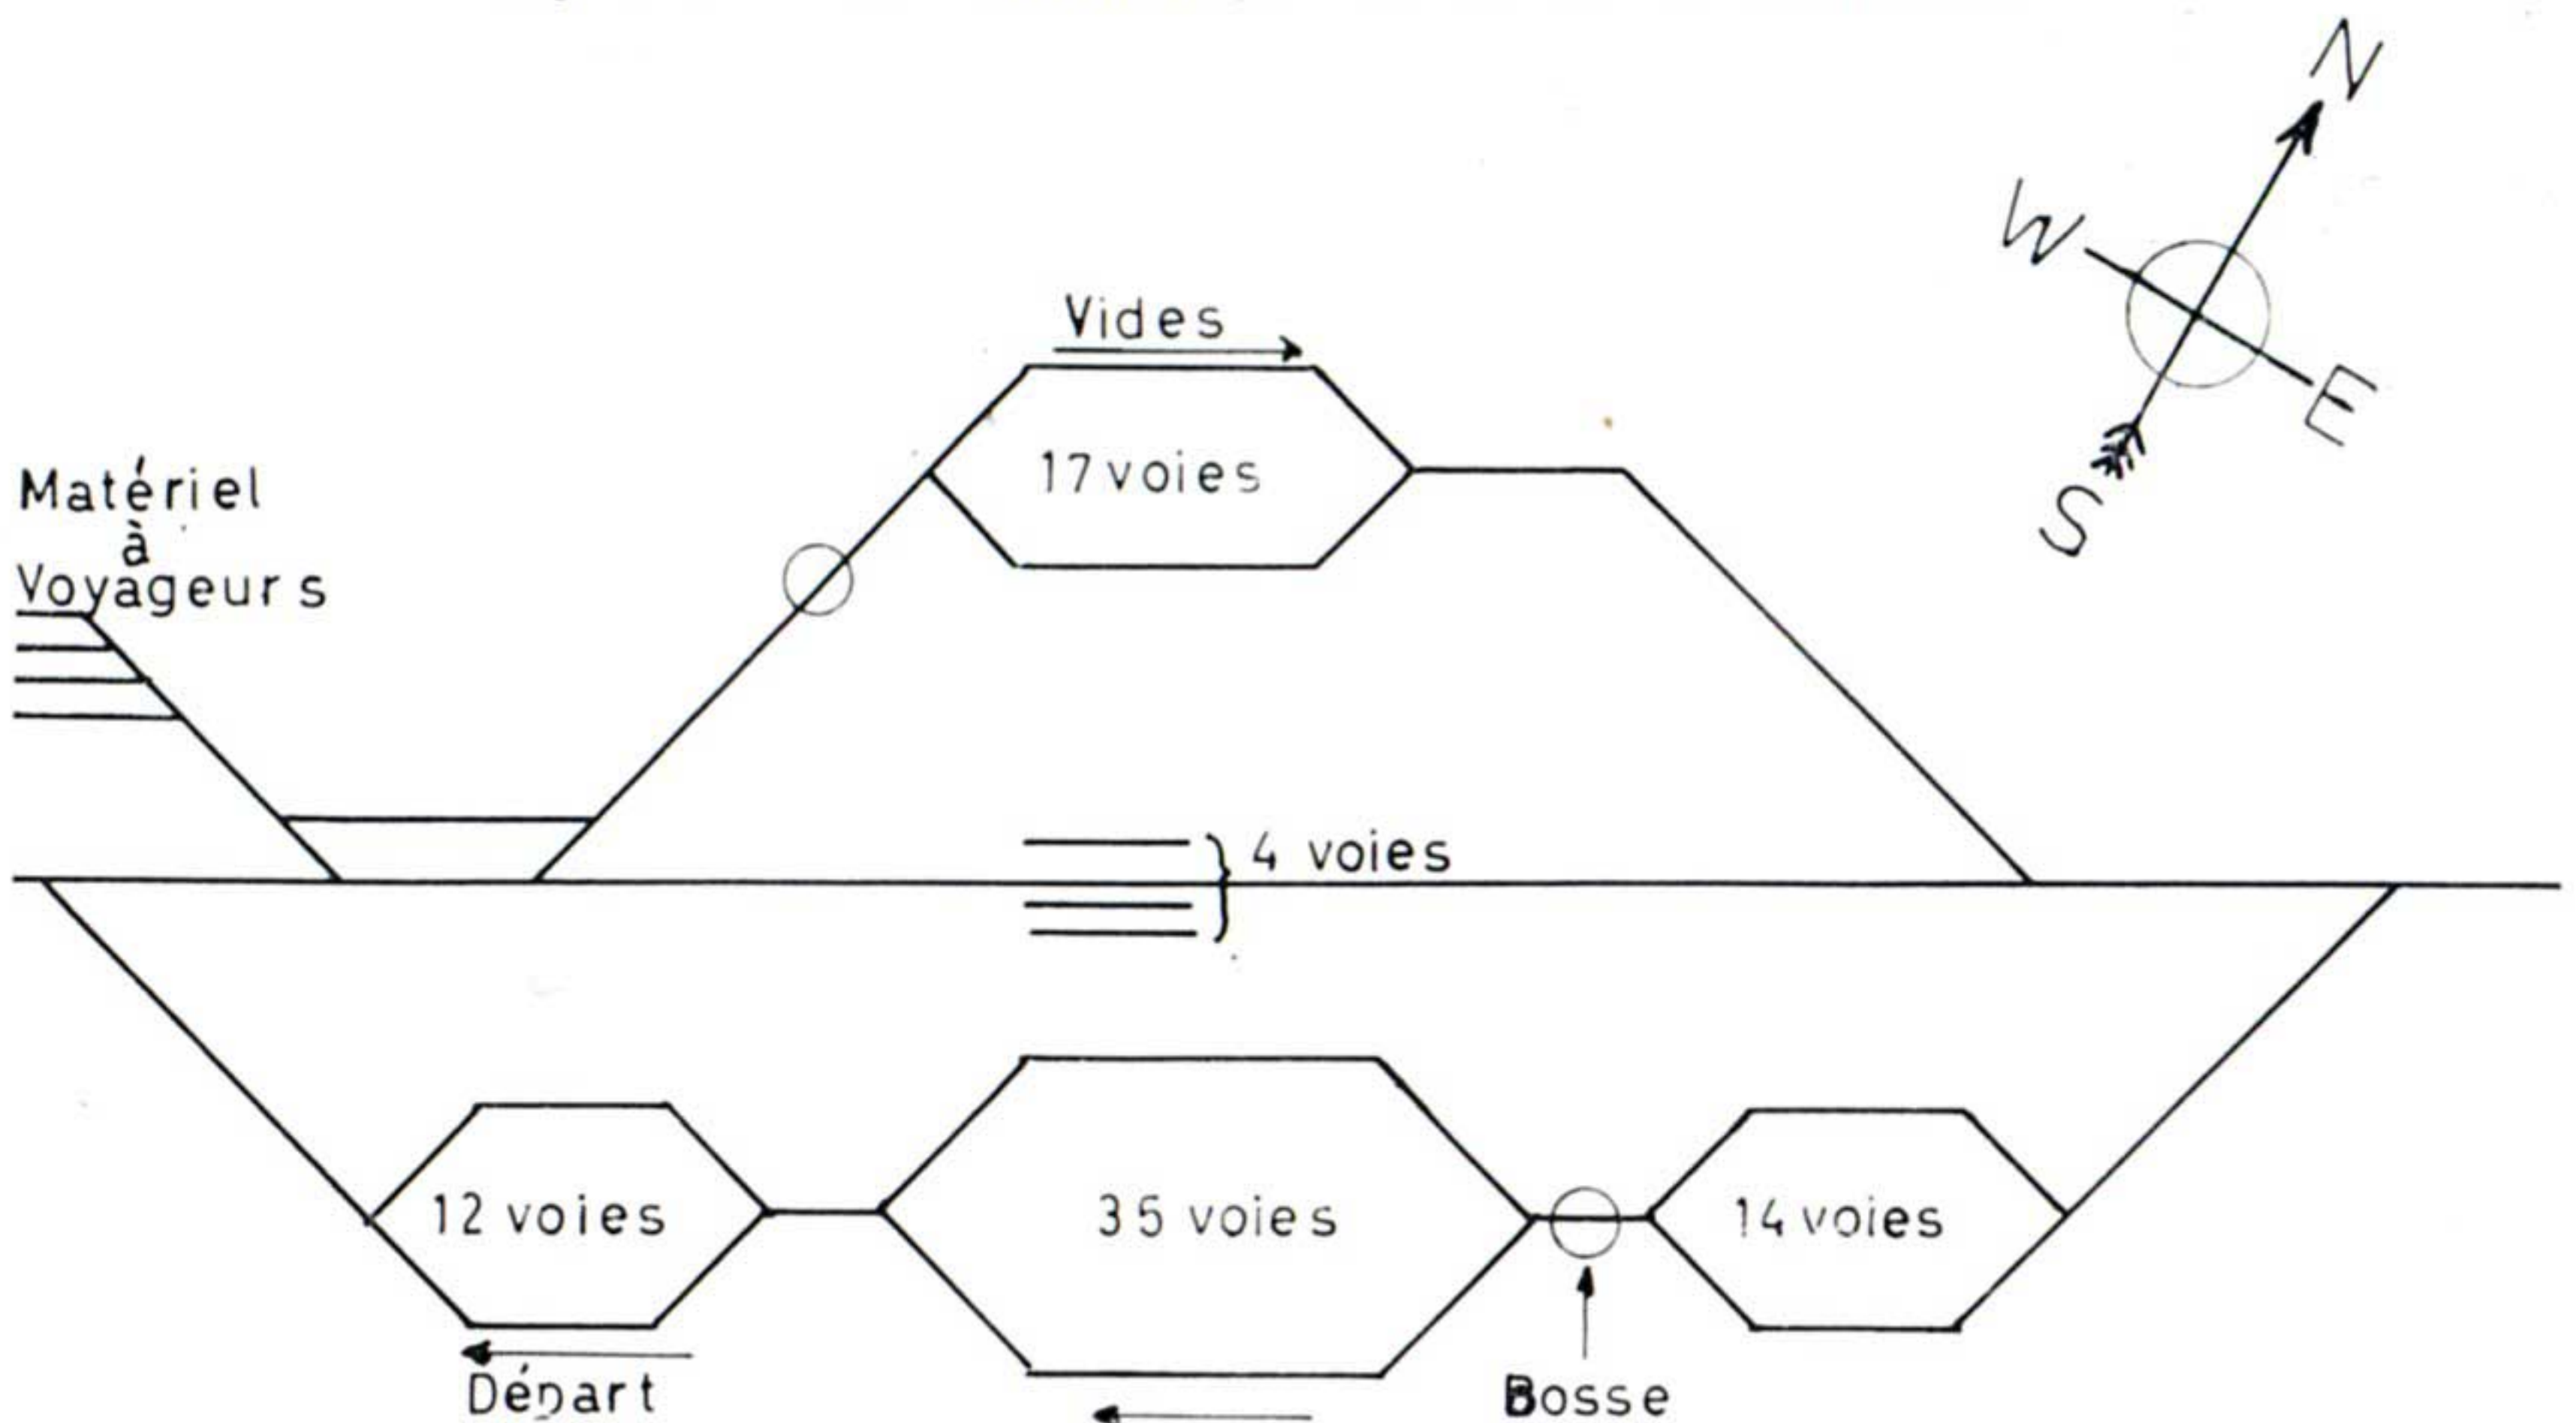 N
W
E
S
Vides
17 voies
Matériel
à
Voyageurs
4 voies
12 voies
35 voies
14 voies
Départ
Bosse